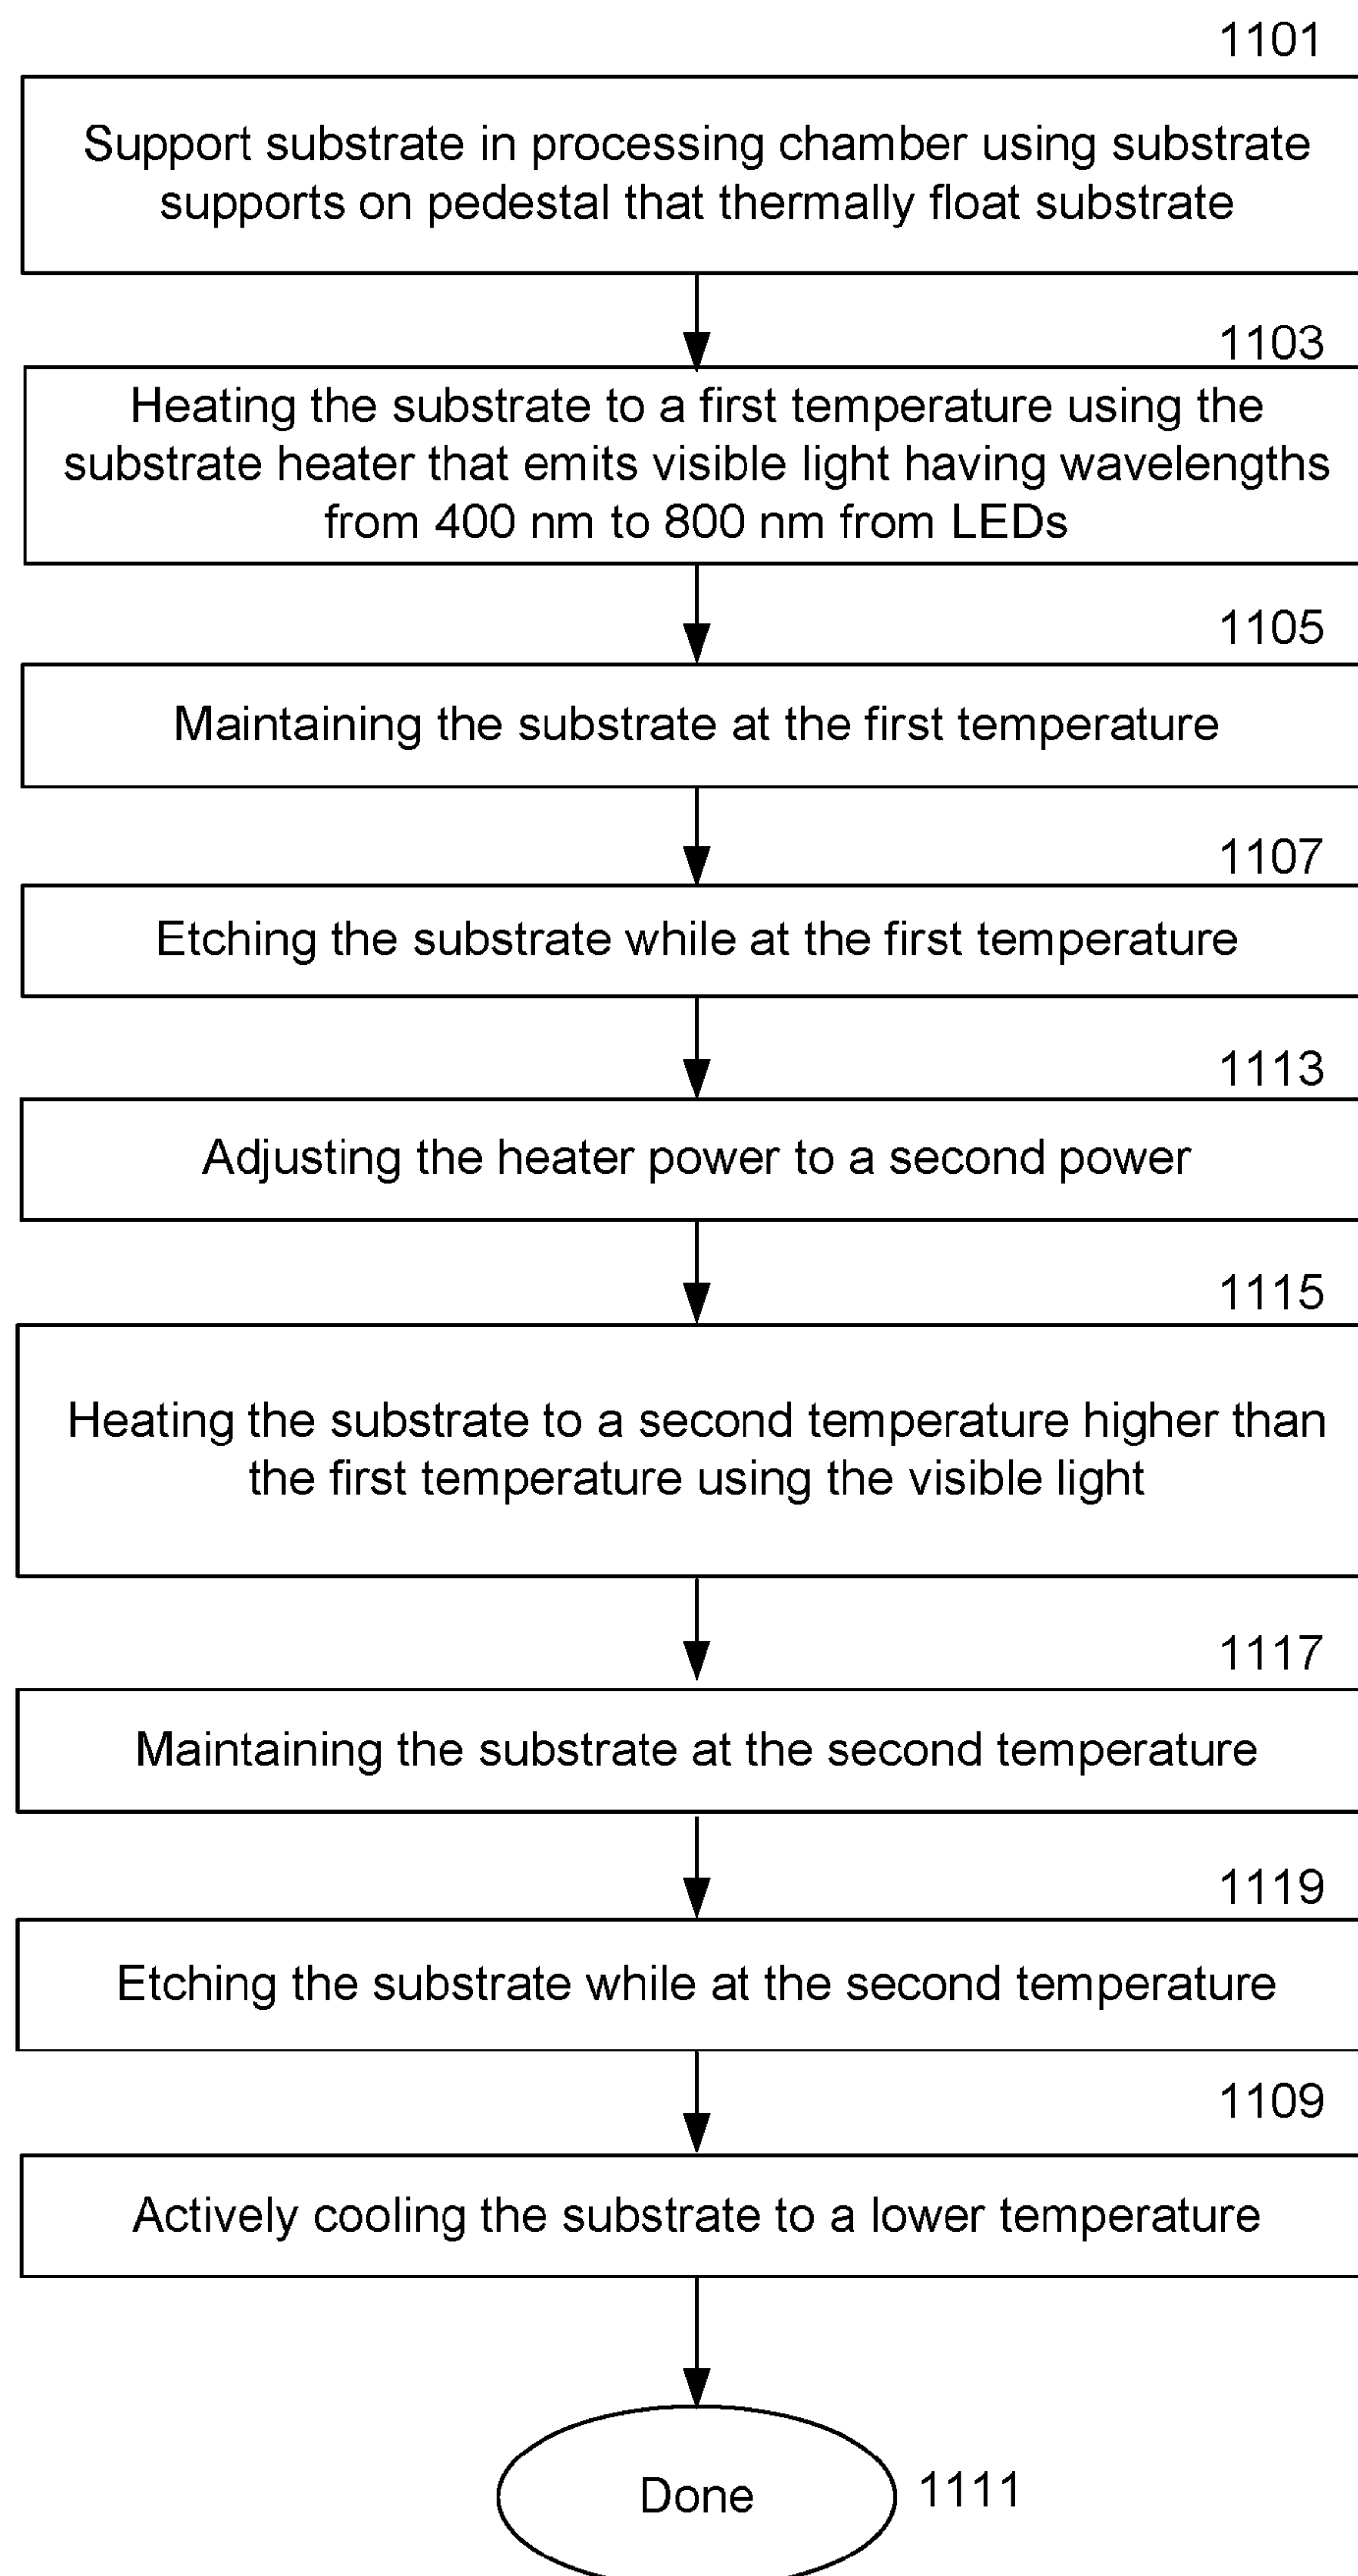 1101
Support substrate in processing chamber using substrate
supports on pedestal that thermally float substrate
1103
Heating the substrate to a first temperature using the
substrate heater that emits visible light having wavelengths
from 400 nm to 800 nm from LEDs
1105
Maintaining the substrate at the first temperature
1107
Etching the substrate while at the first temperature
1113
Adjusting the heater power to a second power
1115
Heating the substrate to a second temperature higher than
the first temperature using the visible light
1117
Maintaining the substrate at the second temperature
1119
Etching the substrate while at the second temperature
1109
Actively cooling the substrate to a lower temperature
Done 1111